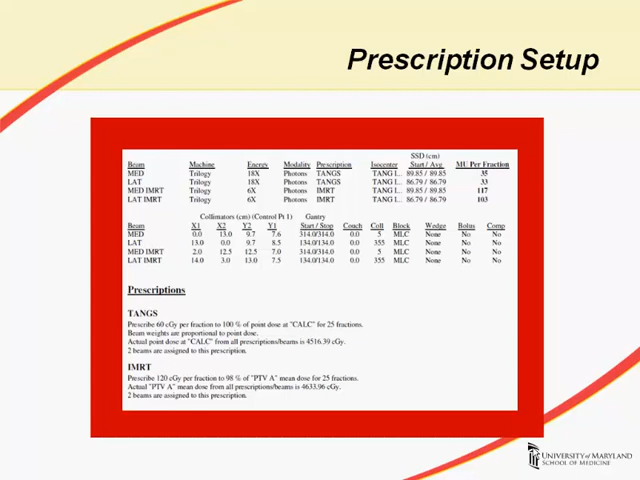 Prescription Setup
SSD (cm)
Beam Machine Energy Modality Prescription Isocenter Start / Avg MU Per Fraction
MED Trilogy 18X Photons TANGS TANG I... 89.85 / 89.85 35
LAT Trilogy 18X Photons TANGS TANG I... 86.79 / 86.79 33
MED IMRT Trilogy 6X Photons IMRT TANG I... 89.85 / 89.85 117
LAT IMRT Trilogy 6X Photons IMRT TANG I... 86.79 / 86.79 103
Collimators (cm) (Control Pt 1) Gantry
Beam X1 X2 Y2 Y1 Start / Stop Couch Coll Block Wedge Bolus Comp
MED 0.0 13.0 9.7 7.6 314.0/314.0 0.0 5 MLC None No No
LAT 13.0 0.0 9.7 8.5 134.0/134.0 0.0 355 MLC None No No
MED IMRT 2.0 12.5 12.5 7.0 314.0/314.0 0.0 5 MLC None No No
LAT IMRT 14.0 3.0 13.0 7.5 134.0/134.0 0.0 355 MLC None No No
Prescriptions
TANGS
Prescribe 60 cGy per fraction to 100 % of point dose at "CALC" for 25 fractions.
Beam weights are proportional to point dose.
Actual point dose at "CALC" from all prescriptions/beams is 4516.39 cGy.
2 beams are assigned to this prescription.
IMRT
Prescribe 120 cGy per fraction to 98 % of "PTV A" mean dose for 25 fractions.
Actual "PTV A" mean dose from all prescriptions/beams is 4633.96 cGy.
2 beams are assigned to this prescription.
UNIVERSITY of MARYLAND
SCHOOL OF MEDICINE